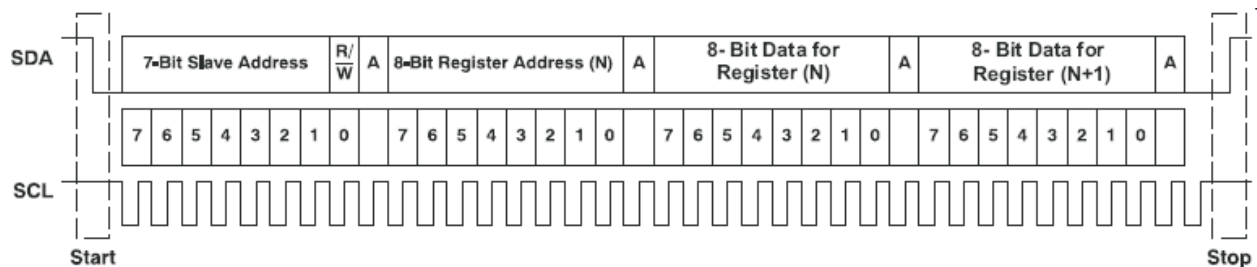 SDA
7-Bit Slave Address
R/
W
A
8-Bit Register Address (N)
A
8- Bit Data for
Register (N)
A
8- Bit Data for
Register (N+1)
A
7 6 5 4 3 2 1 0 7 6 5 4 3 2 1 0 7 6 5 4 3 2 1 0 7 6 5 4 3 2 1 0
SCL
Start
Stop